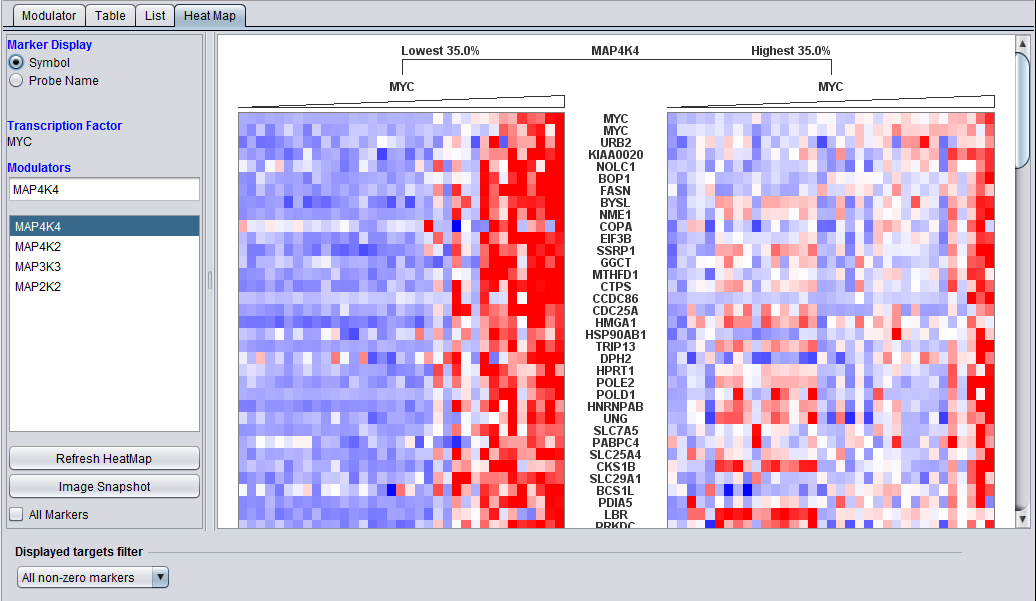 Modulator Table List Heat Map
Marker Display
Symbol
Probe Name
Transcription Factor
MYC
Modulators
MAP4K4
MAP4K4
MAP4K2
MAP3K3
MAP2K2
Refresh HeatMap
Image Snapshot
All Markers
Lowest 35.0% MAP4K4 Highest 35.0%
MYC MYC
MYC
MYC
URB2
KIAA0020
NOLC1
BOP1
FASN
BYSL
NME1
COPA
EIF3B
SSRP1
GGCT
MTHFD1
CTPS
CCDC86
CDC25A
HMGA1
HSP90AB1
TRIP13
DPH2
HPRT1
POLE2
POLD1
HNRNPAB
UNG
SLC7A5
PABPC4
SLC25A4
CKS1B
SLC29A1
BCS1L
PDIA5
LBR
PRKDC
Displayed targets filter
All non-zero markers